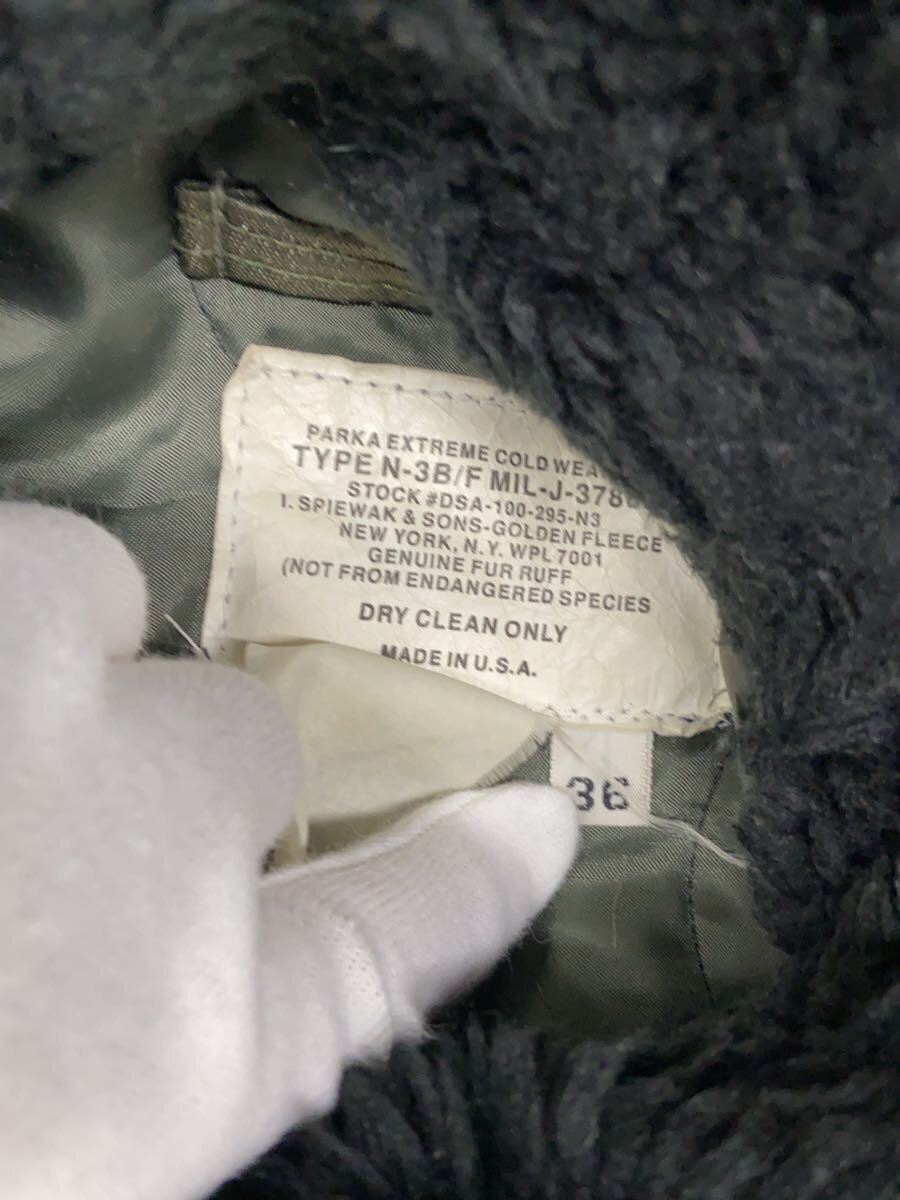 PARKA EXTREME COLD
TYPE N-3B/F MIL-J-378
STOCK #DSA-100-295-N3
I. SPIEWAK & SONS-GOLDEN FLEECE
NEW YORK, N.Y. WPL 7001
GENUINE FUR RUFF
(NOT FROM ENDANGERED SPECIES
DRY CLEAN ONLY
MADE IN U.S.A.
36